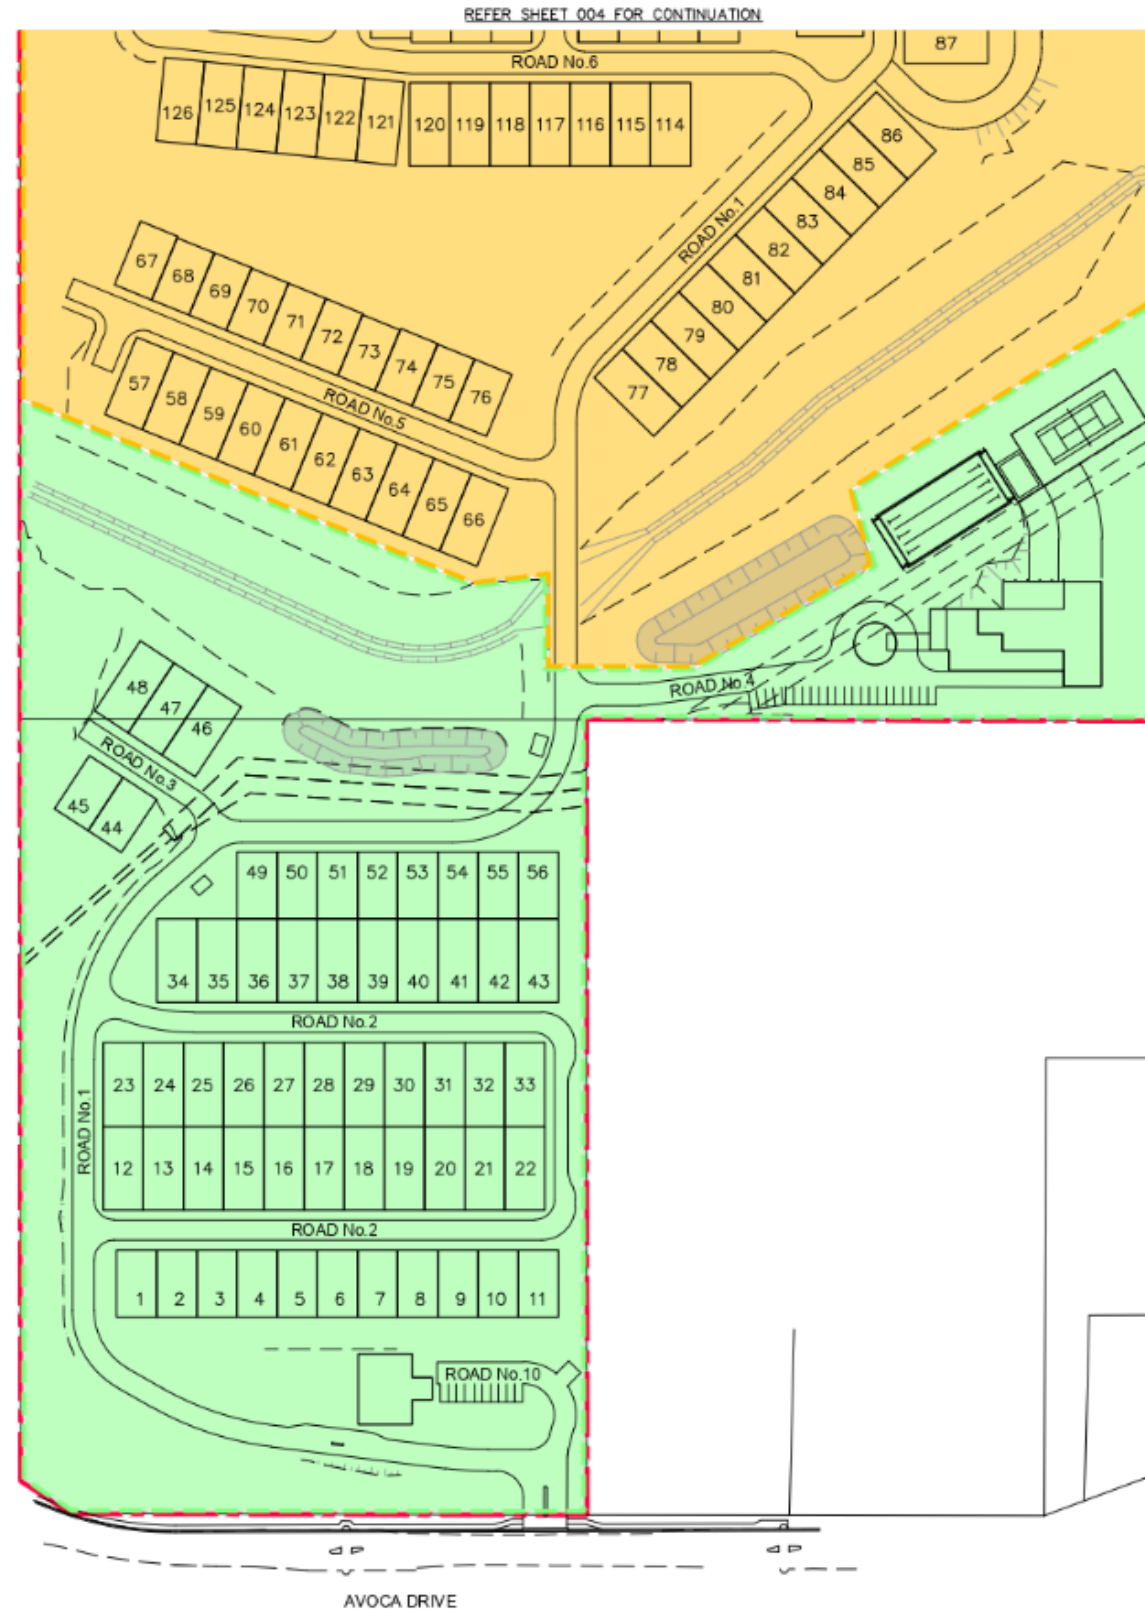 REFER SHEET 004 FOR CONTINUATION
87
ROAD No.6
126 125 124 123 122 121 120 119 118 117 116 115 114
86
85
84
83
82
81
80
79
78
77
ROAD No.1
67 68 69 70 71 72 73 74 75 76
ROAD No.5
57 58 59 60 61 62 63 64 65 66
ROAD No.4
48 47 46
ROAD No.3
45 44
49 50 51 52 53 54 55 56
34 35 36 37 38 39 40 41 42 43
ROAD No.2
23 24 25 26 27 28 29 30 31 32 33
ROAD No.1
12 13 14 15 16 17 18 19 20 21 22
ROAD No.2
1 2 3 4 5 6 7 8 9 10 11
ROAD No.10
AVOCA DRIVE